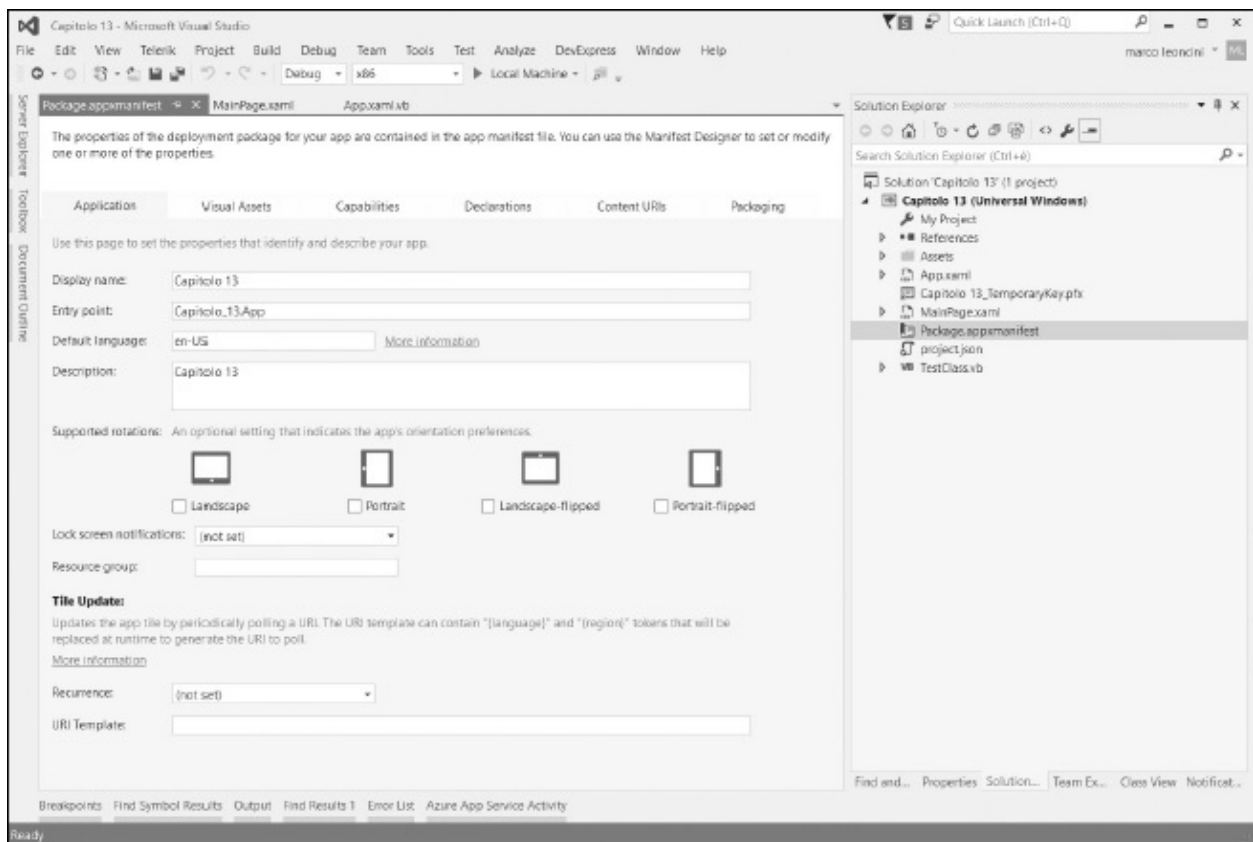 Capitolo 13 - Microsoft Visual Studio
Quick Launch (Ctrl+Q)
File Edit View Telerik Project Build Debug Team Tools Test Analyze DevExpress Window Help
marco leoncini
ML
Debug x86 Local Machine
Server Explorer
Toolbox
Document Outline
Package.appxmanifest MainPage.xaml App.xaml.vb
The properties of the deployment package for your app are contained in the app manifest file. You can use the Manifest Designer to set or modify
one or more of the properties.
Application Visual Assets Capabilities Declarations Content URIs Packaging
Use this page to set the properties that identify and describe your app.
Display name: Capitolo 13
Entry point: Capitolo_13.App
Default language: en-US More information
Description: Capitolo 13
Supported rotations: An optional setting that indicates the app's orientation preferences.
Landscape Portrait Landscape-flipped Portrait-flipped
Lock screen notifications: (not set)
Resource group:
Tile Update:
Updates the app tile by periodically polling a URI. The URI template can contain "{language}" and "{region}" tokens that will be
replaced at runtime to generate the URI to poll.
More information
Recurrence: (not set)
URI Template:
Solution Explorer
Search Solution Explorer (Ctrl+è)
Solution 'Capitolo 13' (1 project)
Capitolo 13 (Universal Windows)
My Project
References
Assets
App.xaml
Capitolo 13_TemporaryKey.pfx
MainPage.xaml
Package.appxmanifest
project.json
VB TestClass.vb
Find and... Properties Solution... Team Ex... Class View Notificat...
Breakpoints Find Symbol Results Output Find Results 1 Error List Azure App Service Activity
Ready